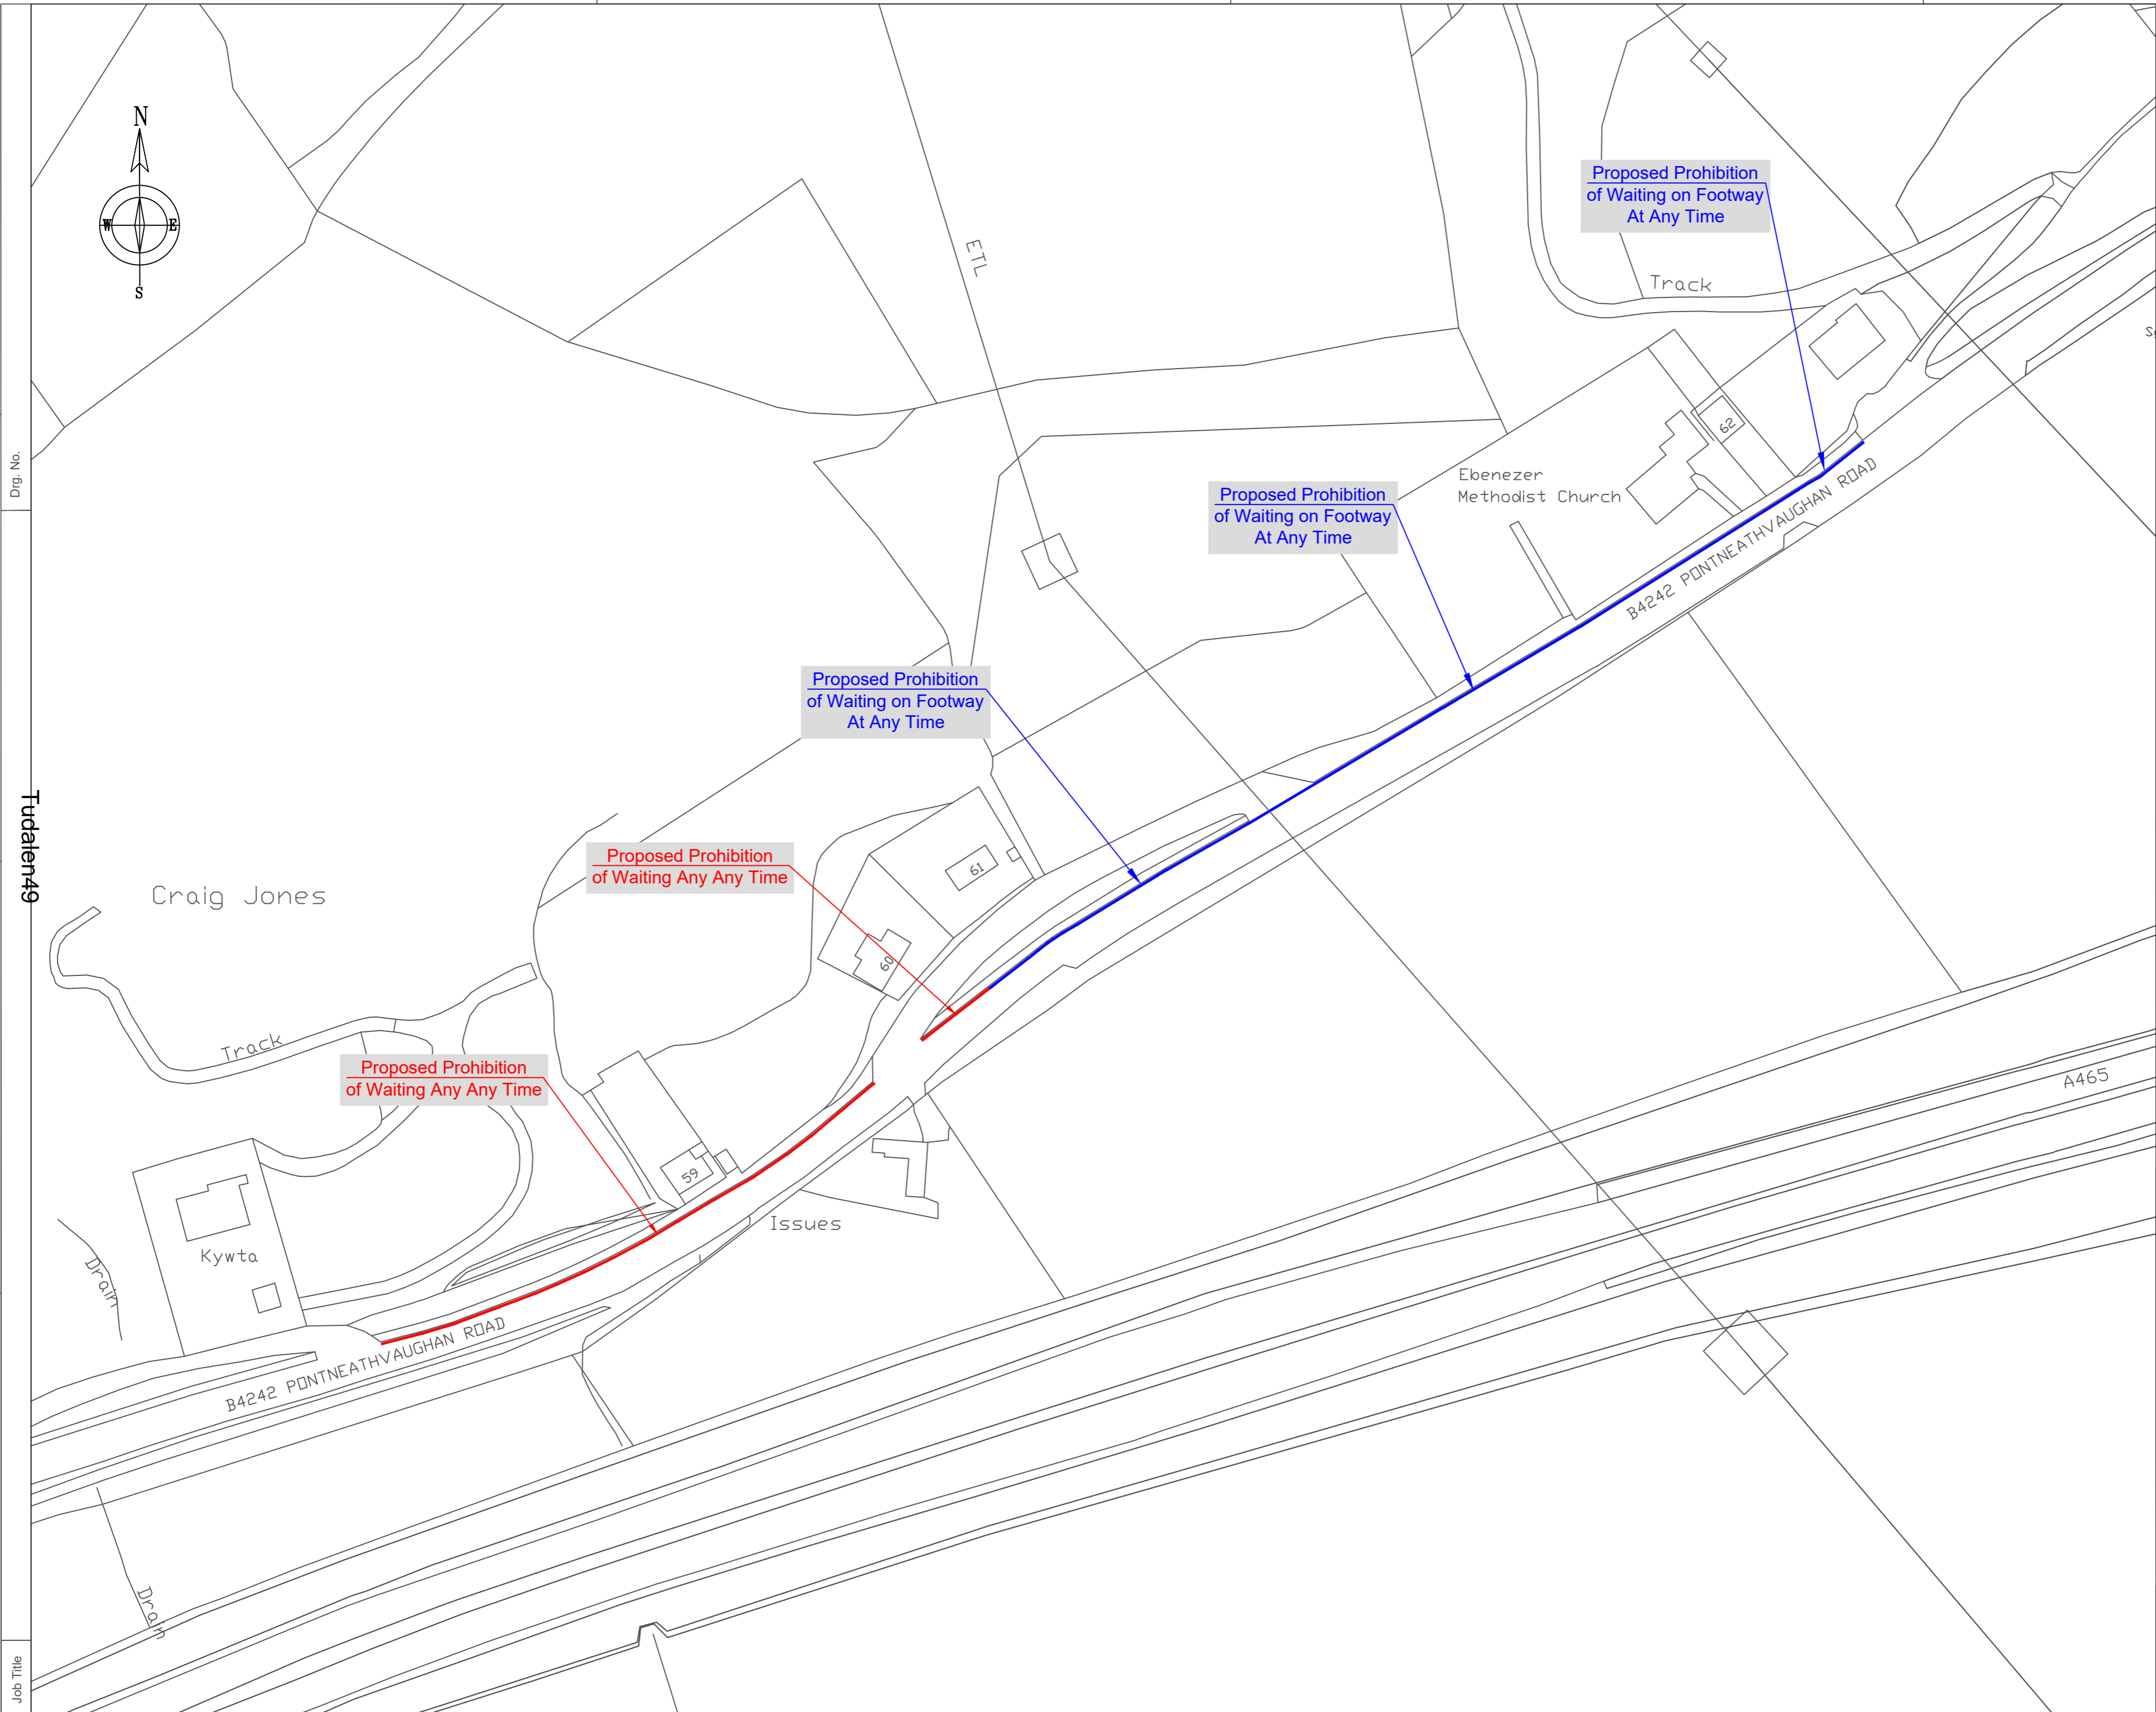 N
W E
S
Drg. No.
Tudalen49
Job Title
ETL
Proposed Prohibition
of Waiting on Footway
At Any Time
Track
62
Ebenezer
Methodist Church
Proposed Prohibition
of Waiting on Footway
At Any Time
B4242 PONTNEATHVAUGHAN ROAD
Proposed Prohibition
of Waiting on Footway
At Any Time
Proposed Prohibition
of Waiting Any Any Time
61
60
Craig Jones
Track
Proposed Prohibition
of Waiting Any Any Time
A465
59
Issues
Kywta
Drain
B4242 PONTNEATHVAUGHAN ROAD
Drain